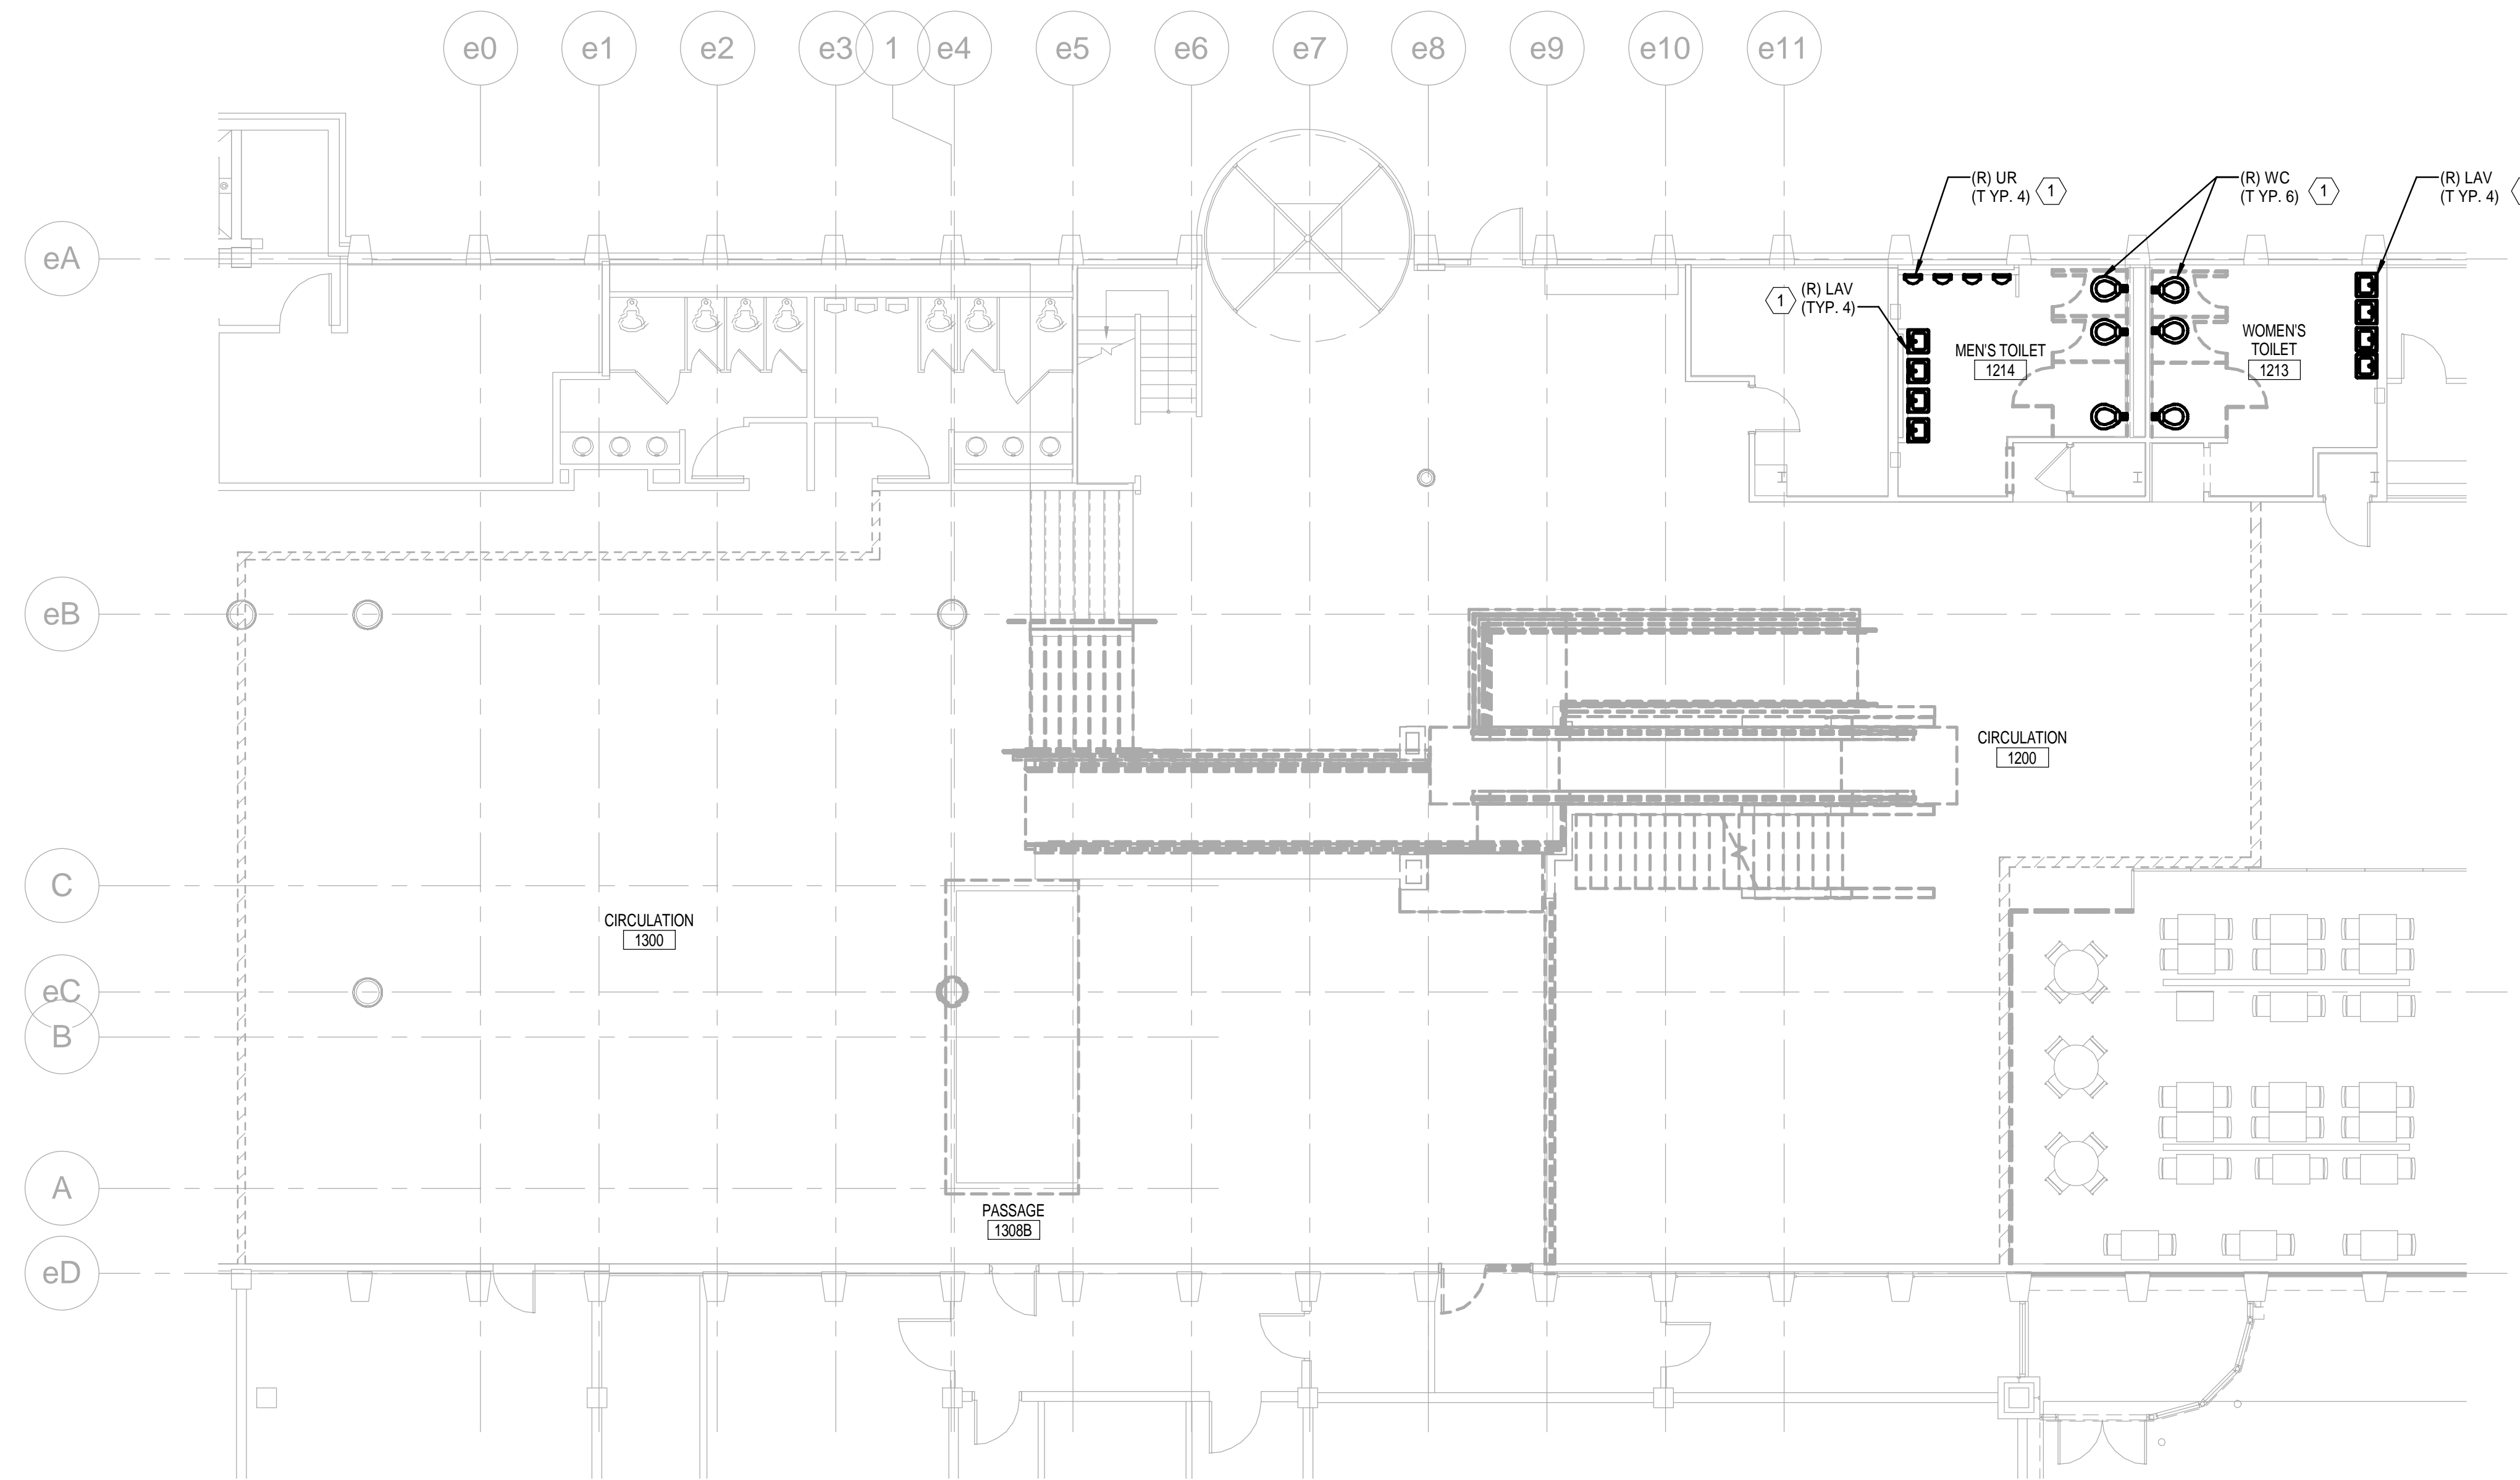 e0
e1
e2
e3
1
e4
e5
e6
e7
e8
e9
e10
e11
(R) UR
(T YP. 4)
1
(R) WC
(T YP. 6)
1
(R) LAV
(T YP. 4)
eA
1
(R) LAV
(TYP. 4)
MEN'S TOILET
1214
WOMEN'S
TOILET
1213
eB
CIRCULATION
1200
C
CIRCULATION
1300
eC
B
A
PASSAGE
1308B
eD